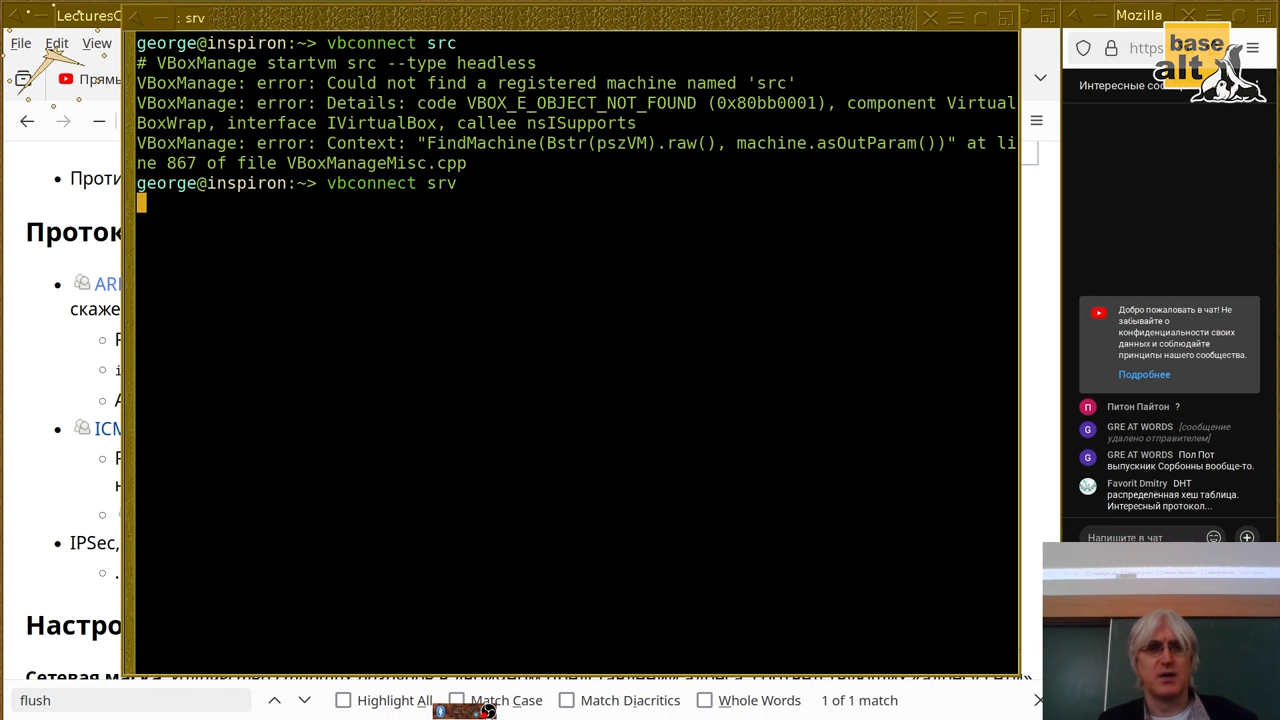 LecturesC
: srv
Mozilla
File Edit View
Прямы
https
base
alt
Интересные соо
george@inspiron:~> vbconnect src
# VBoxManage startvm src --type headless
VBoxManage: error: Could not find a registered machine named 'src'
VBoxManage: error: Details: code VBOX_E_OBJECT_NOT_FOUND (0x80bb0001), component Virtual
BoxWrap, interface IVirtualBox, callee nsISupports
VBoxManage: error: Context: "FindMachine(Bstr(pszVM).raw(), machine.asOutParam())" at li
ne 867 of file VBoxManageMisc.cpp
george@inspiron:~> vbconnect srv
Проти
Проток
ARI
скаже
ICM
IPSec,
Настро
Добро пожаловать в чат! Не
забывайте о
конфиденциальности своих
данных и соблюдайте
принципы нашего сообщества.
Подробнее
Питон Пайтон ?
GRE AT WORDS [сообщение
удалено отправителем]
GRE AT WORDS Пол Пот
выпускник Сорбонны вообще-то.
Favorit Dmitry DHT
распределённая хеш таблица.
Интересный протокол...
Напишите в чат
flush
Highlight All
Match Case
Match Diacritics
Whole Words
1 of 1 match